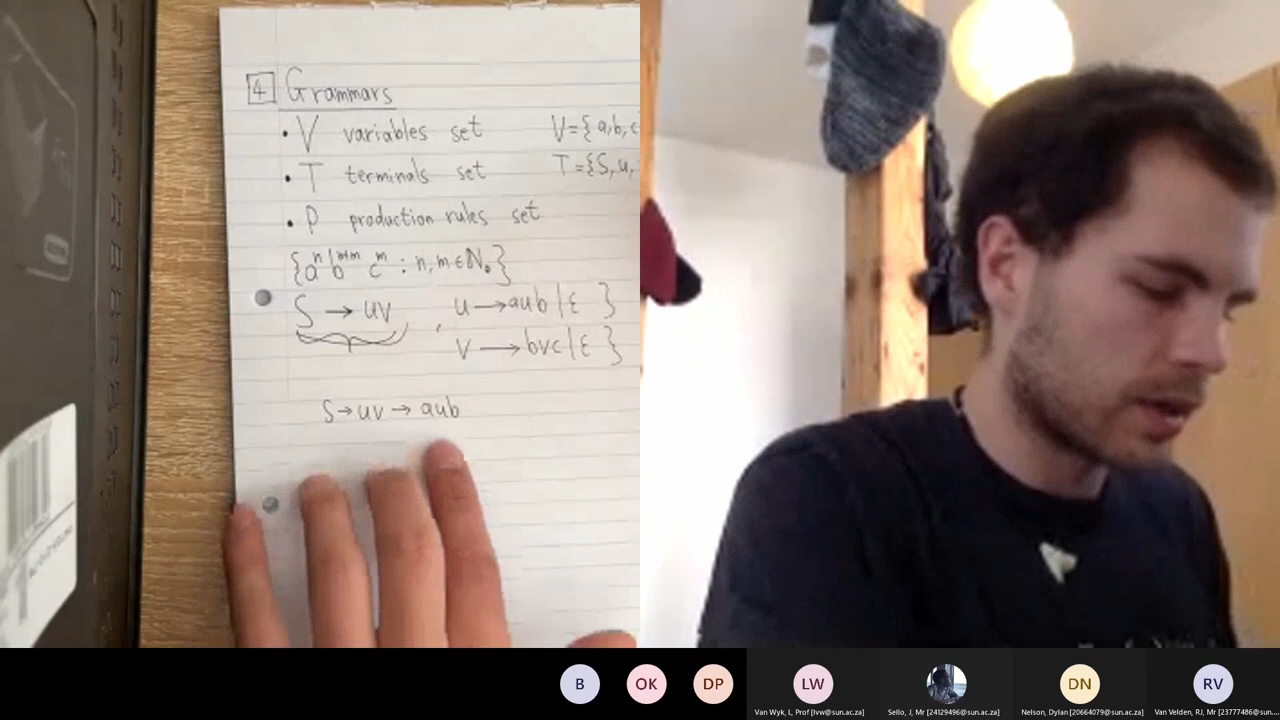 4 Grammars
• V variables set V={a,b,c
• T terminals set T={S,u,
• P production rules set
{aⁿbⁿ⁺ᵐcᵐ : n,m∈N₀}
S → uv , u → aub | ε }
v → bvc | ε }
S → uv → aub
B OK DP LW DN RV
Van Wyk, L, Prof [lvw@sun.ac.za] Sello, J, Mr [24129496@sun.ac.za] Nelson, Dylan [20664079@sun.ac.za] Van Velden, RJ, Mr [23777486@sun....